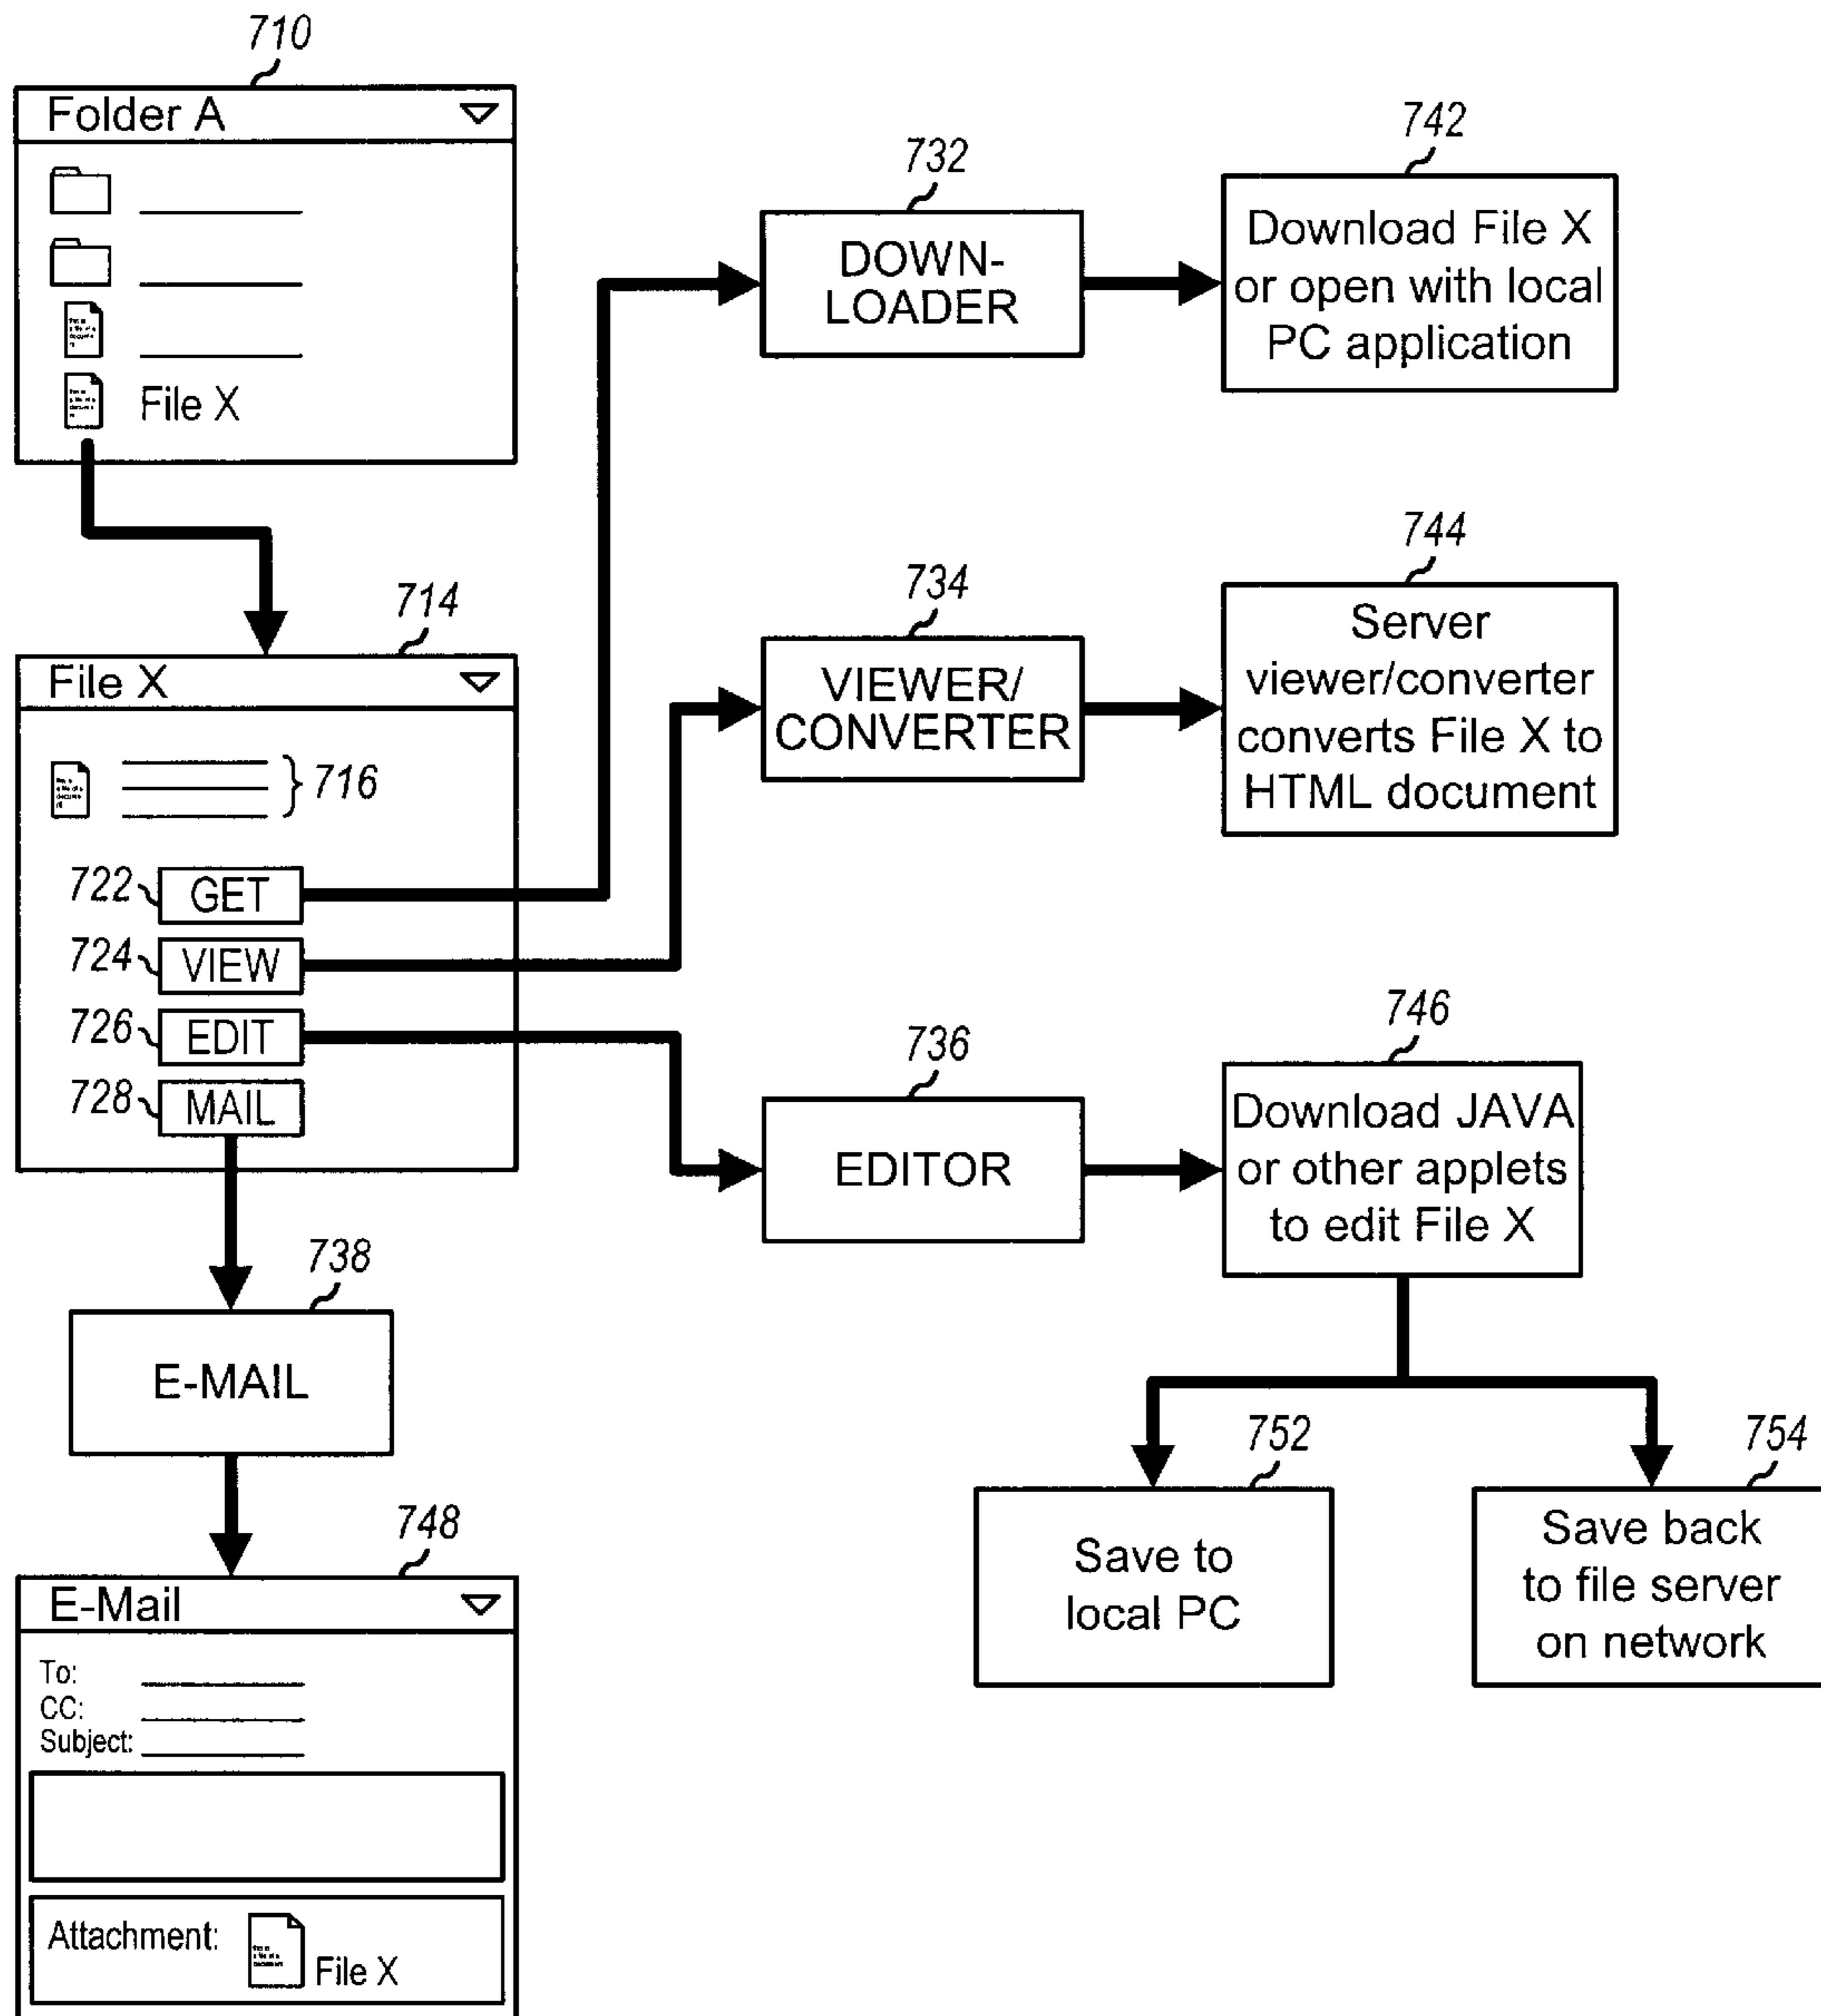 710
Folder A
File X
714
File X
716
722
GET
724
VIEW
726
EDIT
728
MAIL
738
E-MAIL
748
E-Mail
To:
CC:
Subject:
Attachment:
File X
732
DOWN-
LOADER
742
Download File X
or open with local
PC application
734
VIEWER/
CONVERTER
744
Server
viewer/converter
converts File X to
HTML document
736
EDITOR
746
Download JAVA
or other applets
to edit File X
752
Save to
local PC
754
Save back
to file server
on network